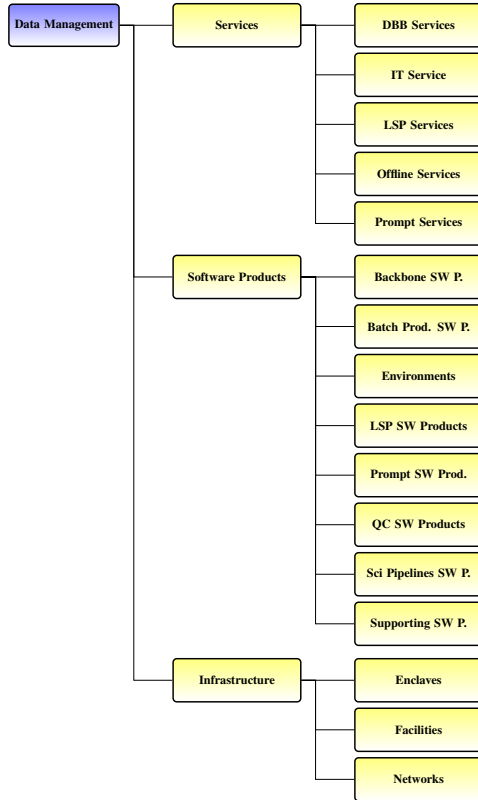 Data Management
Services
DBB Services
IT Service
LSP Services
Offline Services
Prompt Services
Software Products
Backbone SW P.
Batch Prod. SW P.
Environments
LSP SW Products
Prompt SW Prod.
QC SW Products
Sci Pipelines SW P.
Supporting SW P.
Infrastructure
Enclaves
Facilities
Networks